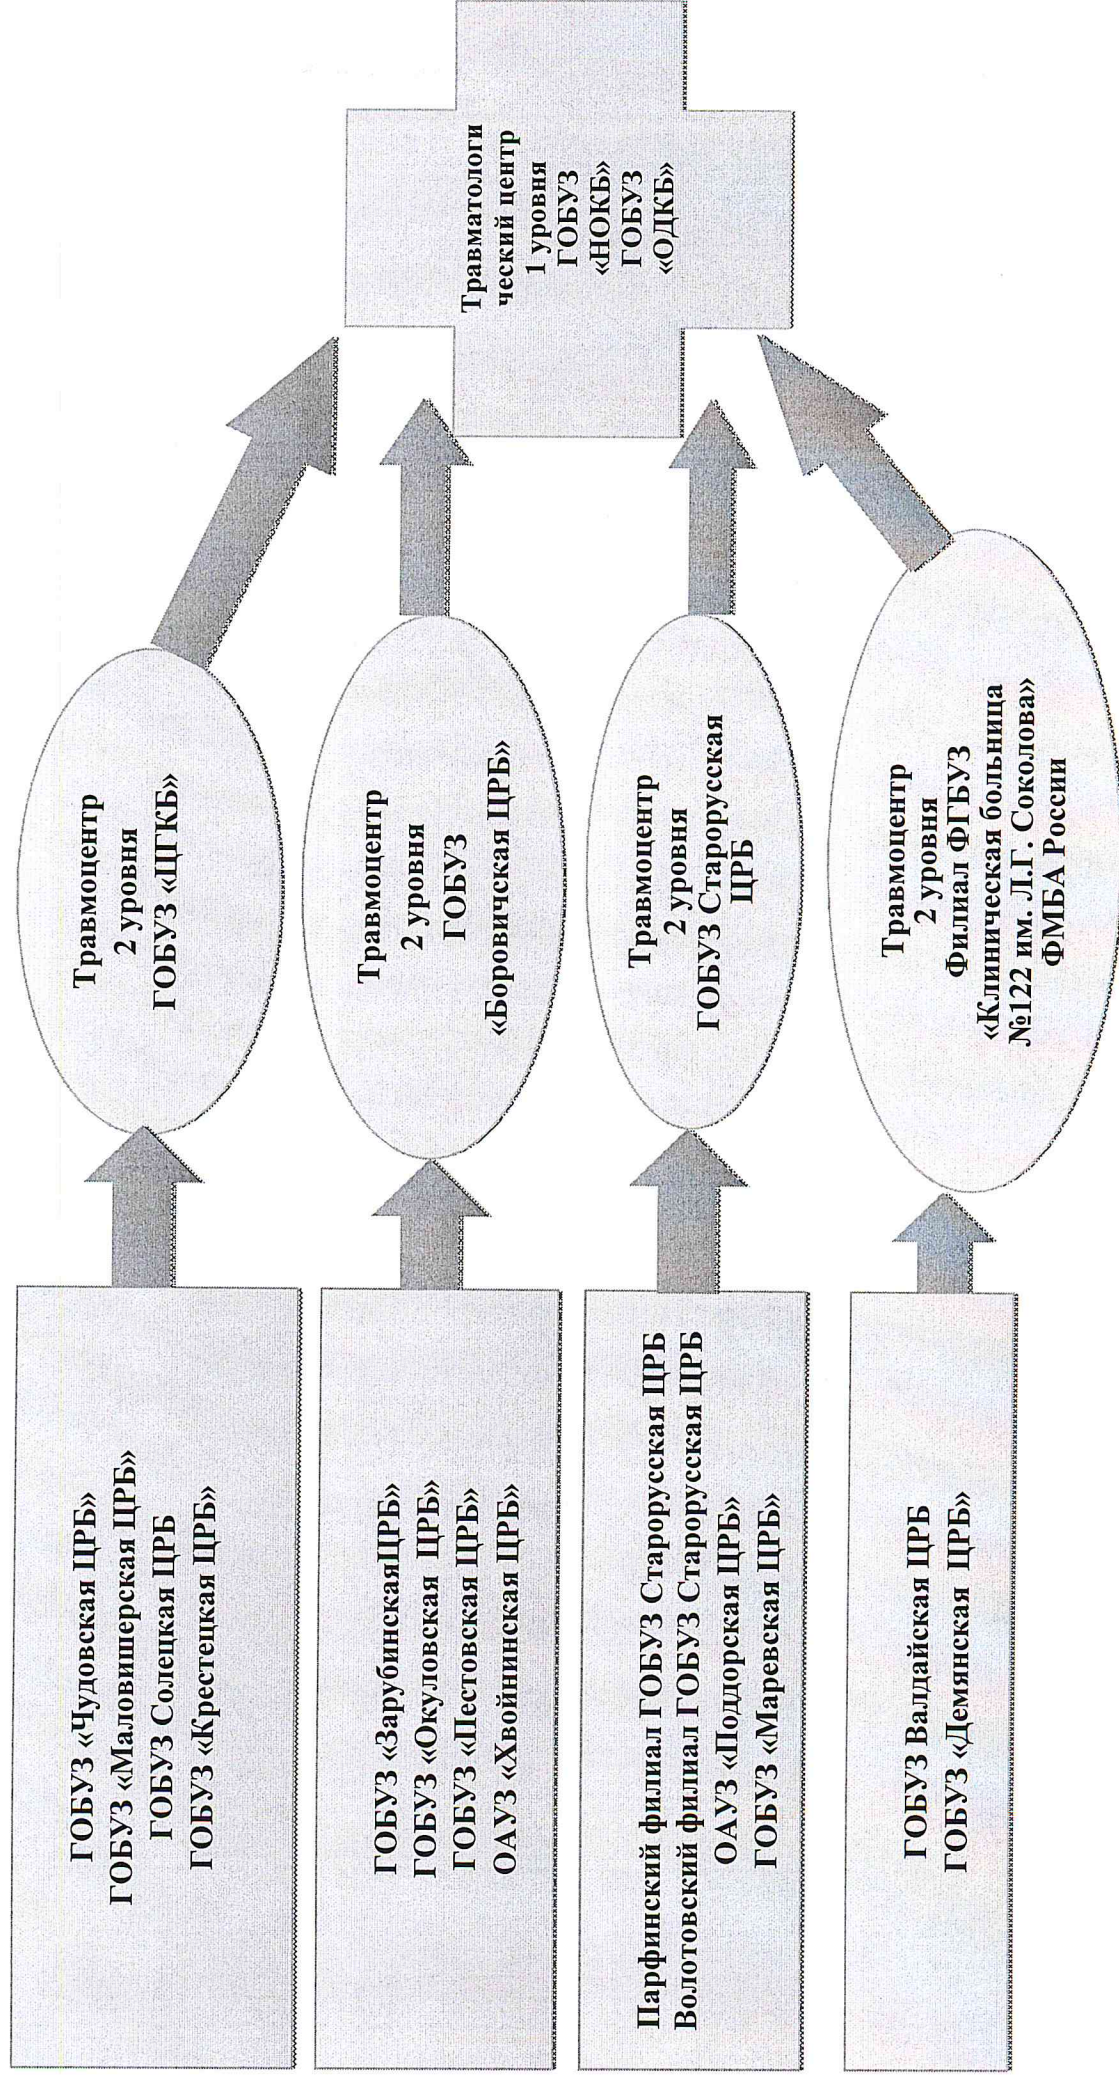 ГОБУЗ «Чудовская ЦРБ»
ГОБУЗ «Маловишерская ЦРБ»
ГОБУЗ Солецкая ЦРБ
ГОБУЗ «Крестецкая ЦРБ»
Травмоцентр
2 уровня
ГОБУЗ «ЦГКБ»
ГОБУЗ «ЗарубинскаяЦРБ»
ГОБУЗ «Окуловская ЦРБ»
ГОБУЗ «Пестовская ЦРБ»
ОАУЗ «Хвойнинская ЦРБ»
Травмоцентр
2 уровня
ГОБУЗ
«Боровичская ЦРБ»
Парфинский филиал ГОБУЗ Старорусская ЦРБ
Волотовский филиал ГОБУЗ Старорусская ЦРБ
ОАУЗ «Поддорская ЦРБ»
ГОБУЗ «Маревская ЦРБ»
Травмоцентр
2 уровня
ГОБУЗ Старорусская
ЦРБ
ГОБУЗ Валдайская ЦРБ
ГОБУЗ «Демянская ЦРБ»
Травмоцентр
2 уровня
Филиал ФГБУЗ
«Клиническая больница
№122 им. Л.Г. Соколова»
ФМБА России
Травматологи
ческий центр
1 уровня
ГОБУЗ
«НОКБ»
ГОБУЗ
«ОДКБ»